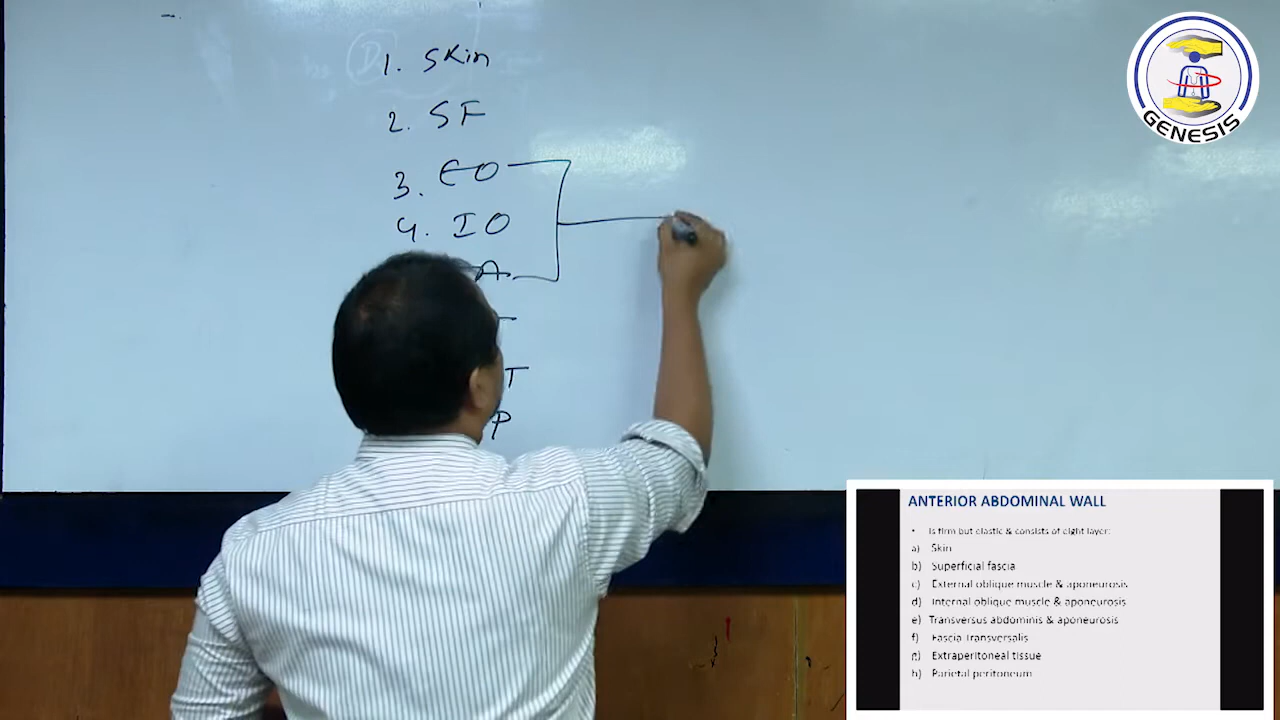 1. Skin
2. SF
3. EO
4. IO
A
T
P
GENESIS
ANTERIOR ABDOMINAL WALL
• Is firm but elastic & consists of eight layer:
a) Skin
b) Superficial fascia
c) External oblique muscle & aponeurosis
d) Internal oblique muscle & aponeurosis
e) Transversus abdominis & aponeurosis
f) Fascia Transversalis
g) Extraperitoneal tissue
h) Parietal peritoneum